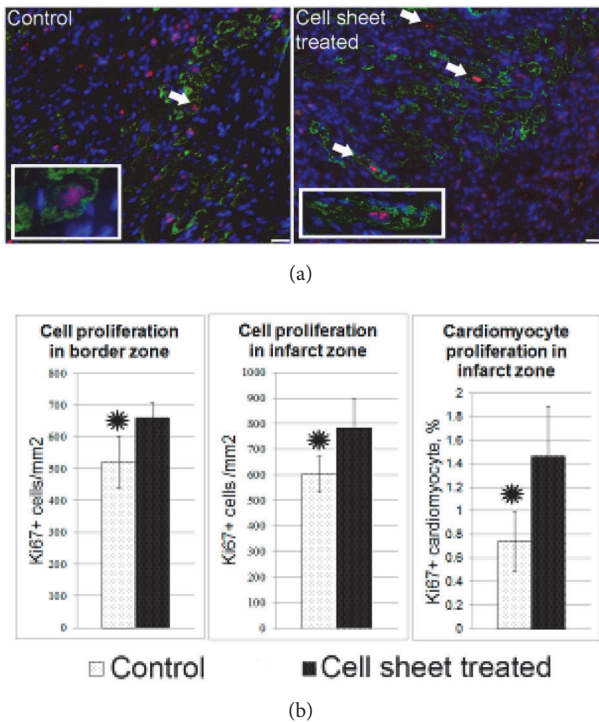 Control
Cell sheet
treated
(a)
Cell proliferation
in border zone
Ki67+ cells/mm2
800
700
600
500
400
300
200
100
0
Cell proliferation
in infarct zone
Ki67+ cells /mm2
1000
900
800
700
600
500
400
300
200
100
0
Cardiomyocyte
proliferation in
infarct zone
Ki67+ cardiomyocyte, %
2
1.8
1.6
1.4
1.2
1
0.8
0.6
0.4
0.2
0
Control
Cell sheet treated
(b)